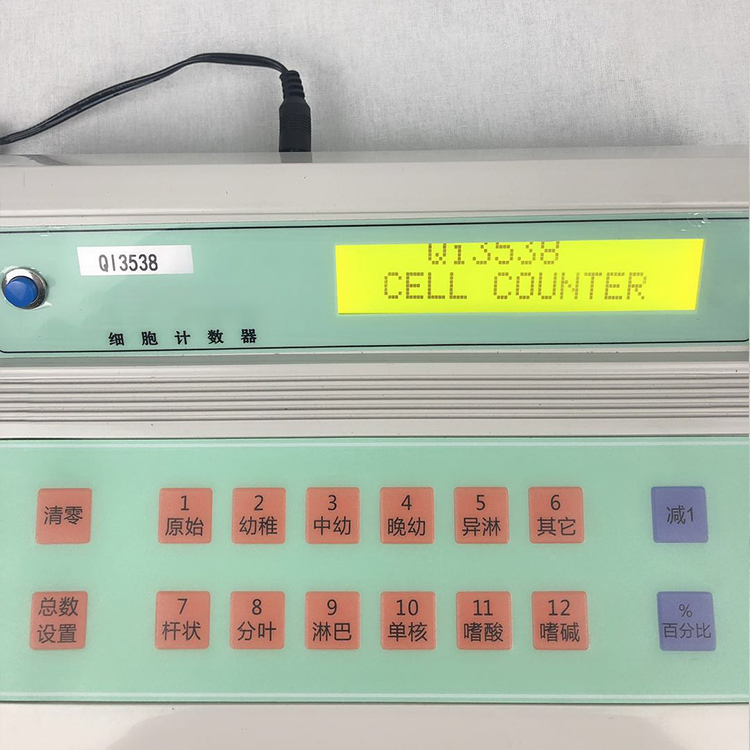 QI3538
Qi3538
CELL COUNTER
细胞计数器
清零
1
原始
2
幼稚
3
中幼
4
晚幼
5
异淋
6
其它
减1
总数
设置
7
杆状
8
分叶
9
淋巴
10
单核
11
嗜酸
12
嗜碱
%
百分比